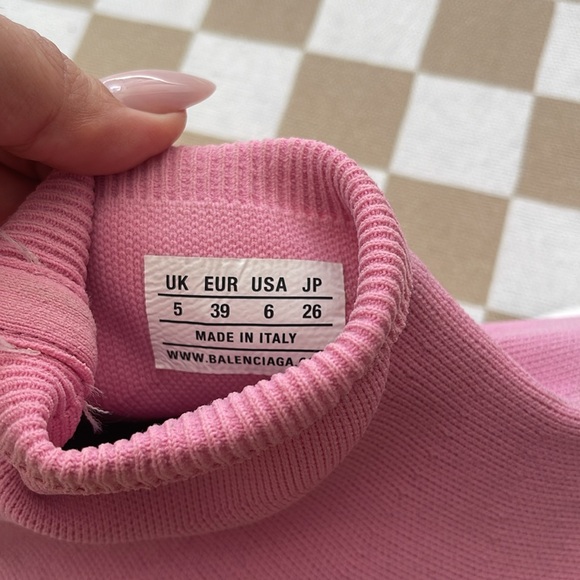 UK EUR USA JP
5 39 6 26
MADE IN ITALY
WWW.BALENCIAGA.